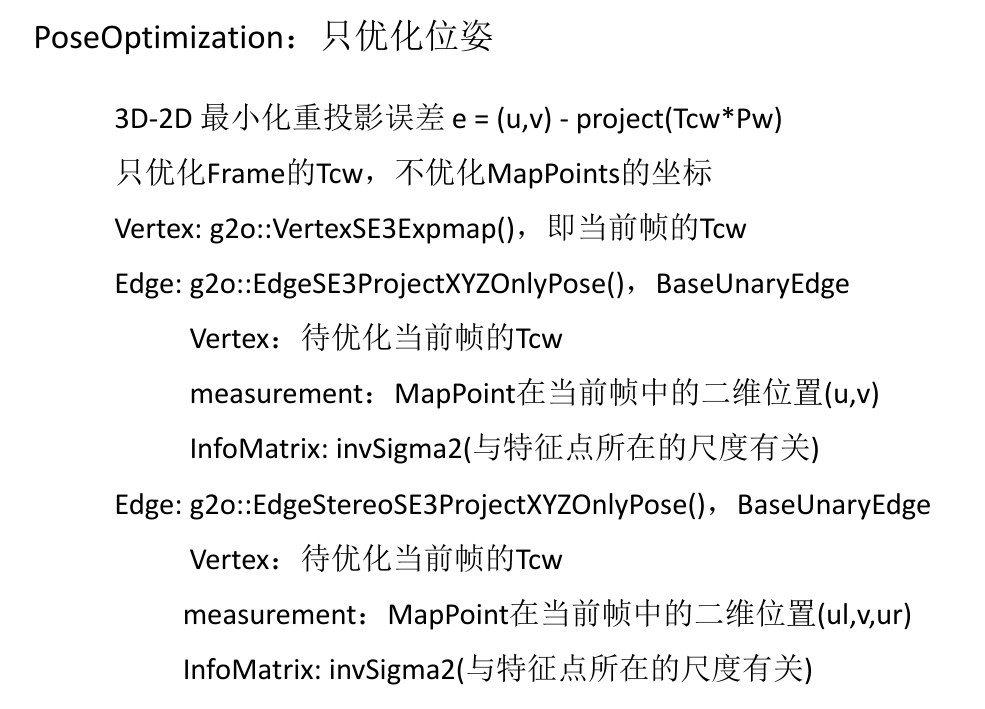 PoseOptimization：只优化位姿
3D-2D 最小化重投影误差 e = (u,v) - project(Tcw*Pw)
只优化Frame的Tcw，不优化MapPoints的坐标
Vertex: g2o::VertexSE3Expmap()，即当前帧的Tcw
Edge: g2o::EdgeSE3ProjectXYZOnlyPose()，BaseUnaryEdge
Vertex：待优化当前帧的Tcw
measurement：MapPoint在当前帧中的二维位置(u,v)
InfoMatrix: invSigma2(与特征点所在的尺度有关)
Edge: g2o::EdgeStereoSE3ProjectXYZOnlyPose()，BaseUnaryEdge
Vertex：待优化当前帧的Tcw
measurement：MapPoint在当前帧中的二维位置(ul,v,ur)
InfoMatrix: invSigma2(与特征点所在的尺度有关)